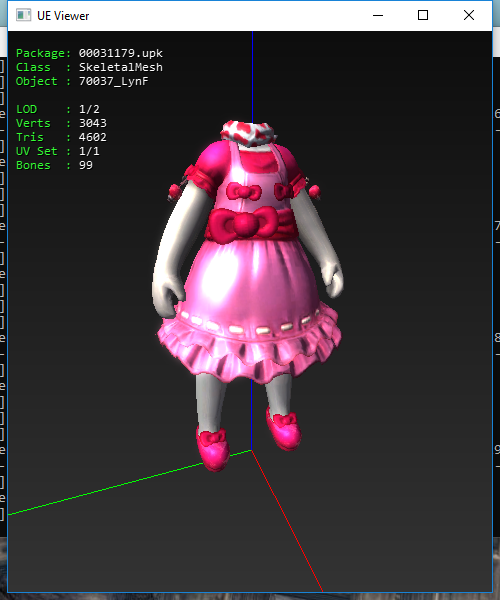 UE Viewer
Package: 00031179.upk
Class : SkeletalMesh
Object : 70037_LynF
LOD : 1/2
Verts : 3043
Tris : 4602
UV Set : 1/1
Bones : 99